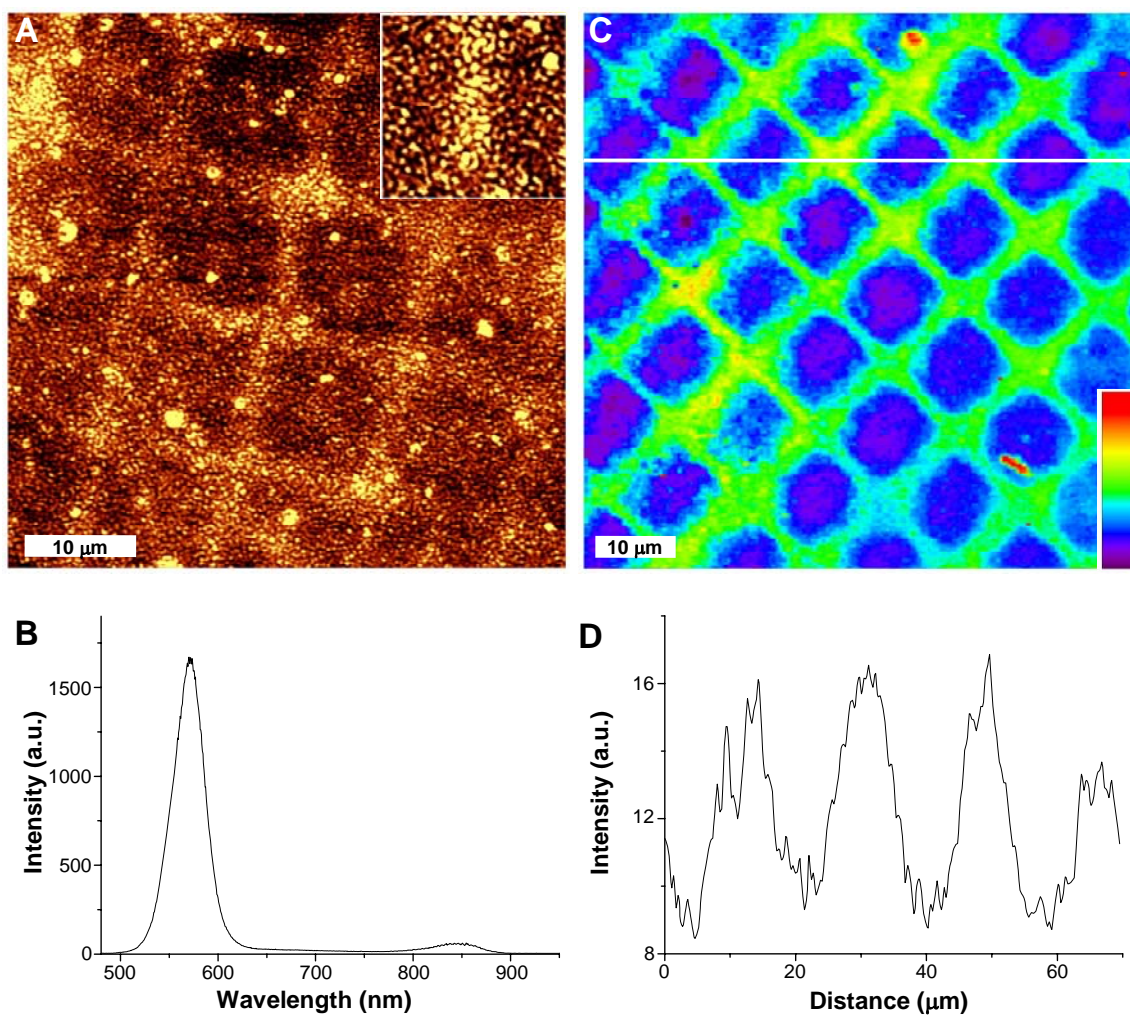 A
C
10 μm
10 μm
B
Intensity (a.u.)
1500
1000
500
0
500
600
700
800
900
Wavelength (nm)
D
Intensity (a.u.)
16
12
8
0
20
40
60
Distance (μm)